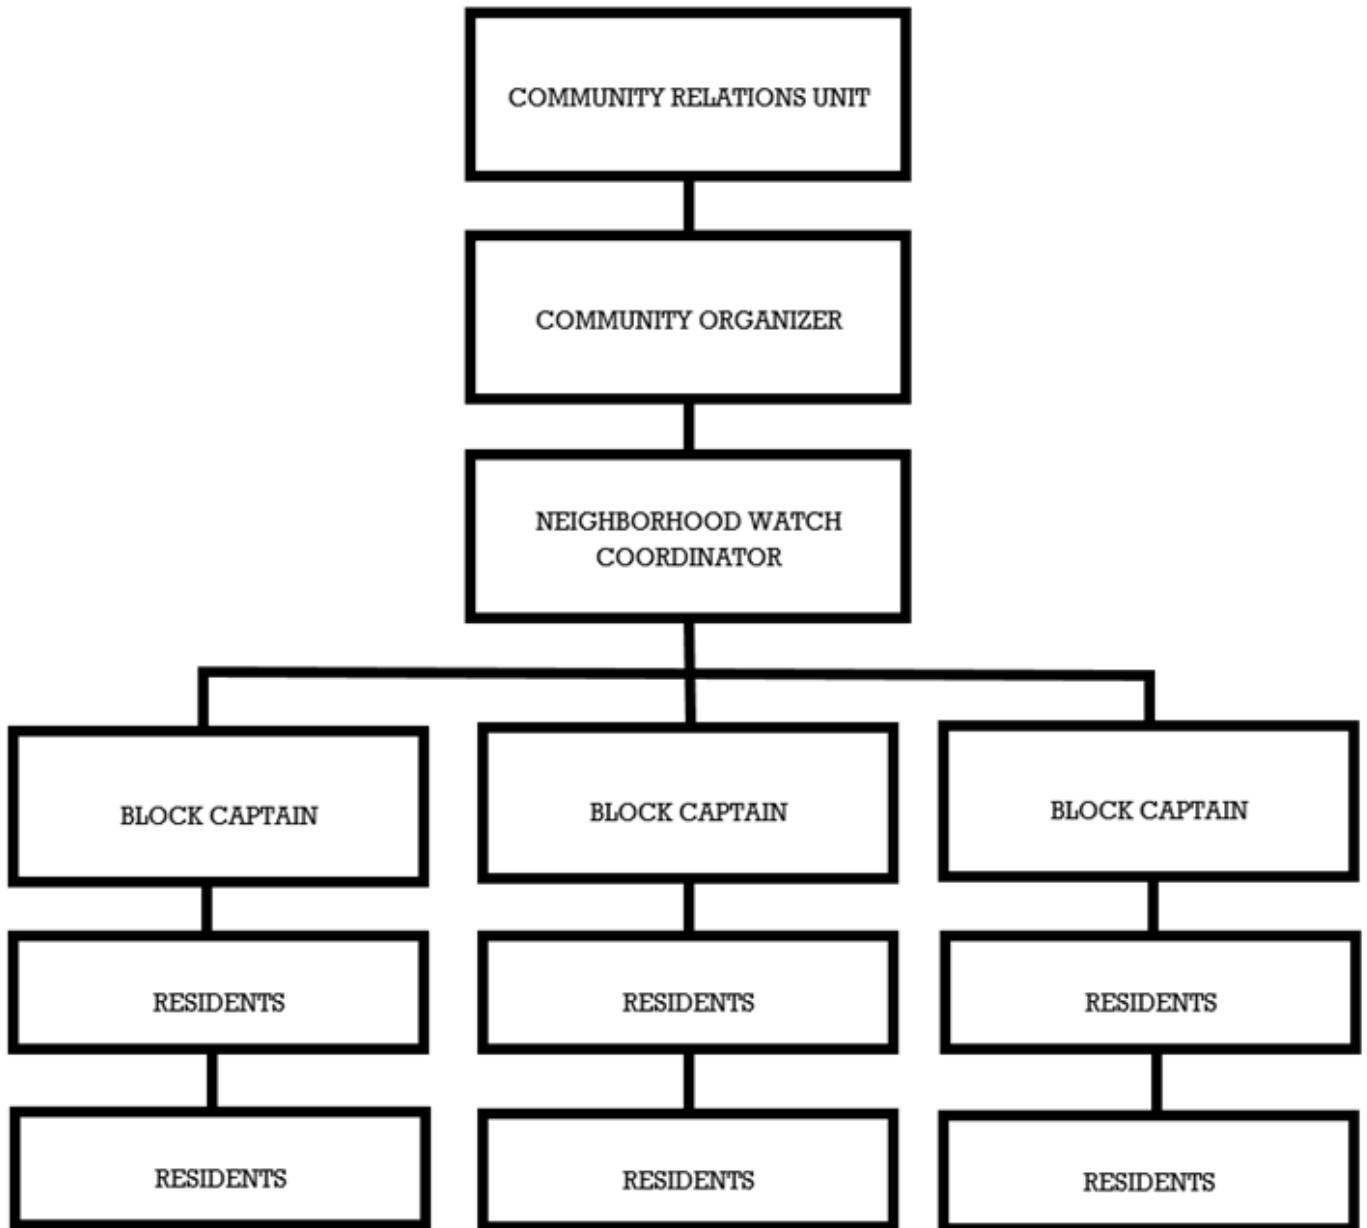 COMMUNITY RELATIONS UNIT
COMMUNITY ORGANIZER
NEIGHBORHOOD WATCH
COORDINATOR
BLOCK CAPTAIN
BLOCK CAPTAIN
BLOCK CAPTAIN
RESIDENTS
RESIDENTS
RESIDENTS
RESIDENTS
RESIDENTS
RESIDENTS